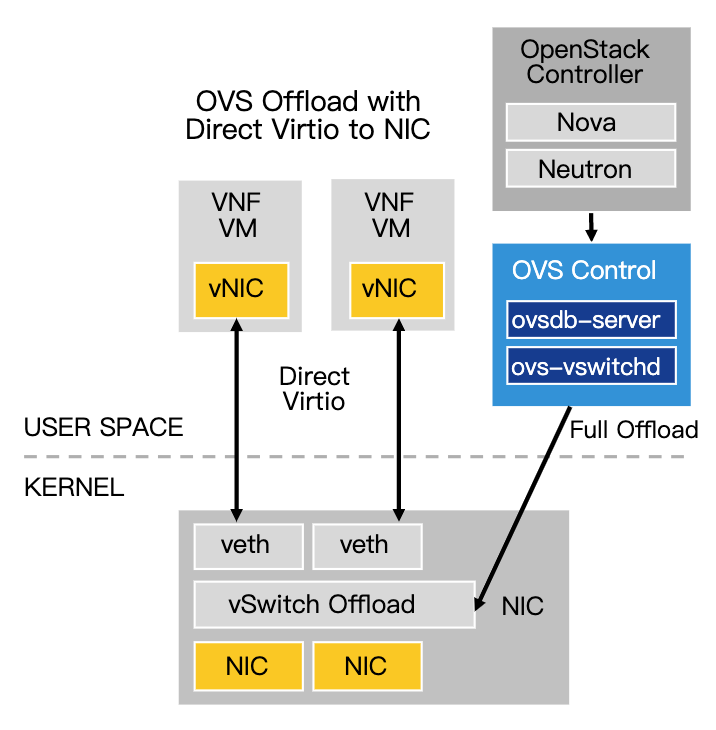 OpenStack
Controller
Nova
Neutron
OVS Offload with
Direct Virtio to NIC
VNF
VM
vNIC
VNF
VM
vNIC
OVS Control
ovsdb-server
ovs-vswitchd
Direct
Virtio
USER SPACE
Full Offload
KERNEL
veth
veth
vSwitch Offload
NIC
NIC
NIC